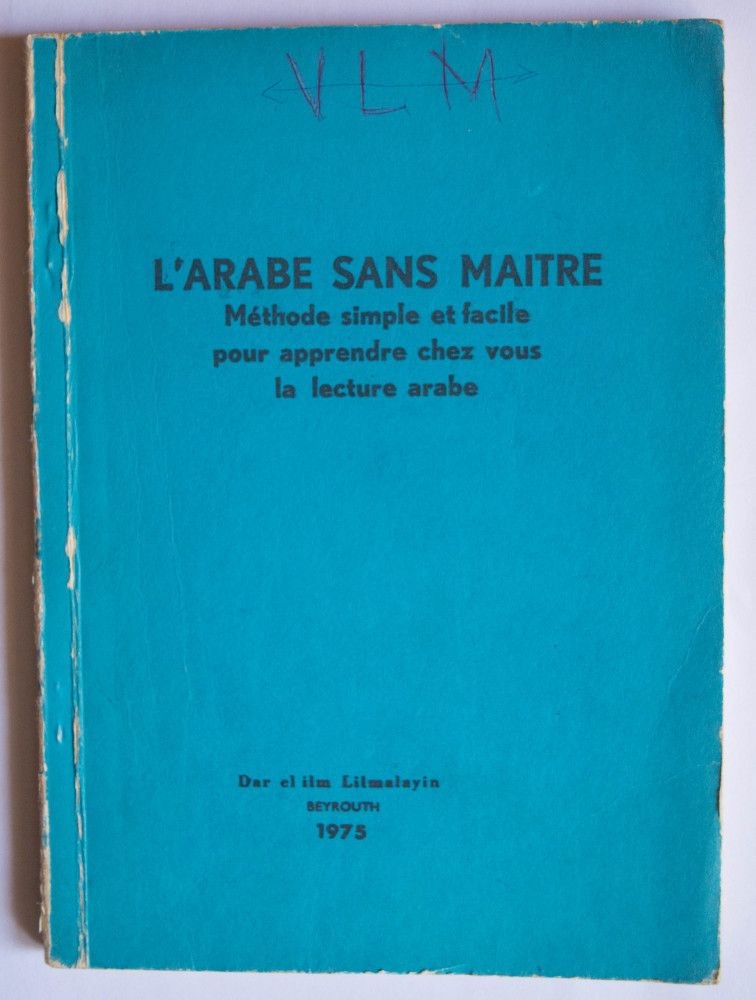 VLM
L'ARABE SANS MAITRE
Méthode simple et facile
pour apprendre chez vous
la lecture arabe
Dar el ilm Lilmalayin
BEYROUTH
1975